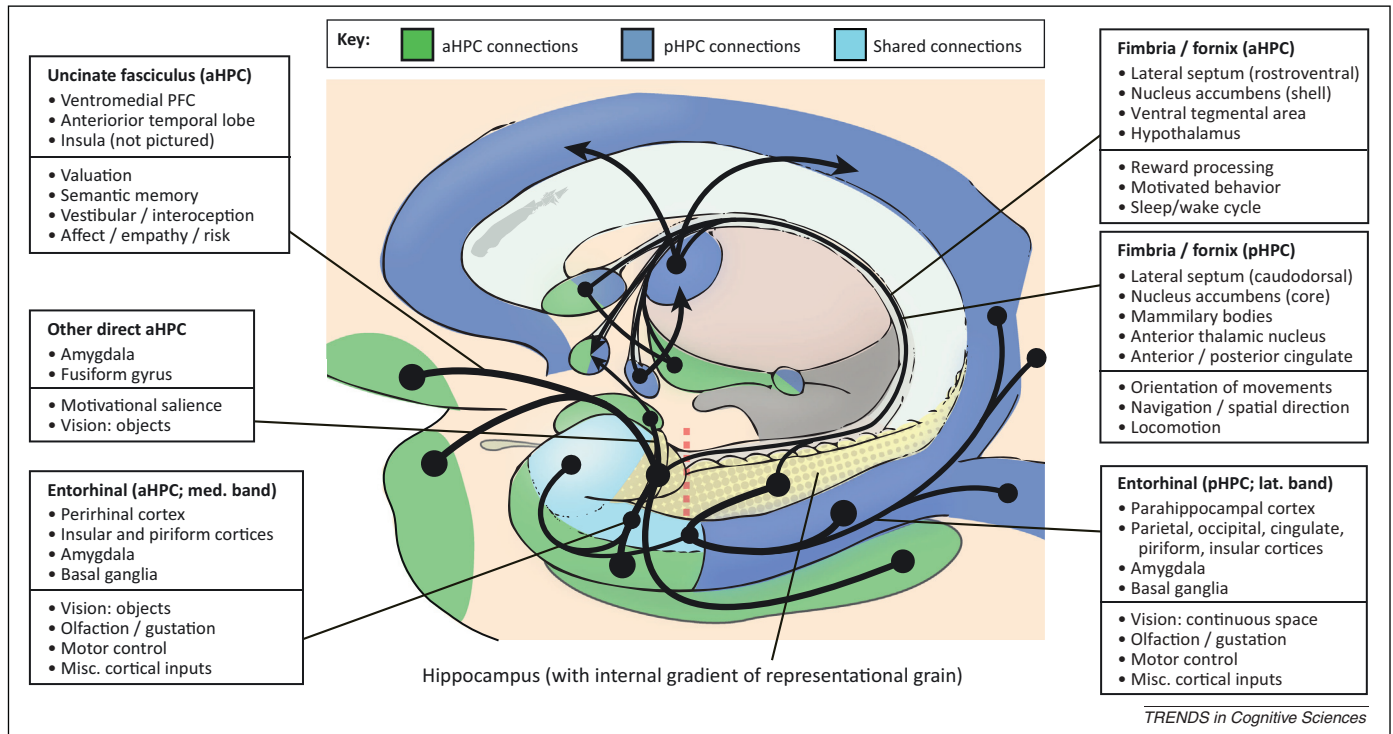 Key:
aHPC connections
pHPC connections
Shared connections
Uncinate fasciculus (aHPC)
• Ventromedial PFC
• Anteriorior temporal lobe
• Insula (not pictured)
• Valuation
• Semantic memory
• Vestibular / interoception
• Affect / empathy / risk
Other direct aHPC
• Amygdala
• Fusiform gyrus
• Motivational salience
• Vision: objects
Entorhinal (aHPC; med. band)
• Perirhinal cortex
• Insular and piriform cortices
• Amygdala
• Basal ganglia
• Vision: objects
• Olfaction / gustation
• Motor control
• Misc. cortical inputs
Fimbria / fornix (aHPC)
• Lateral septum (rostroventral)
• Nucleus accumbens (shell)
• Ventral tegmental area
• Hypothalamus
• Reward processing
• Motivated behavior
• Sleep/wake cycle
Fimbria / fornix (pHPC)
• Lateral septum (caudodorsal)
• Nucleus accumbens (core)
• Mammilary bodies
• Anterior thalamic nucleus
• Anterior / posterior cingulate
• Orientation of movements
• Navigation / spatial direction
• Locomotion
Entorhinal (pHPC; lat. band)
• Parahippocampal cortex
• Parietal, occipital, cingulate,
piriform, insular cortices
• Amygdala
• Basal ganglia
• Vision: continuous space
• Olfaction / gustation
• Motor control
• Misc. cortical inputs
Hippocampus (with internal gradient of representational grain)
TRENDS in Cognitive Sciences